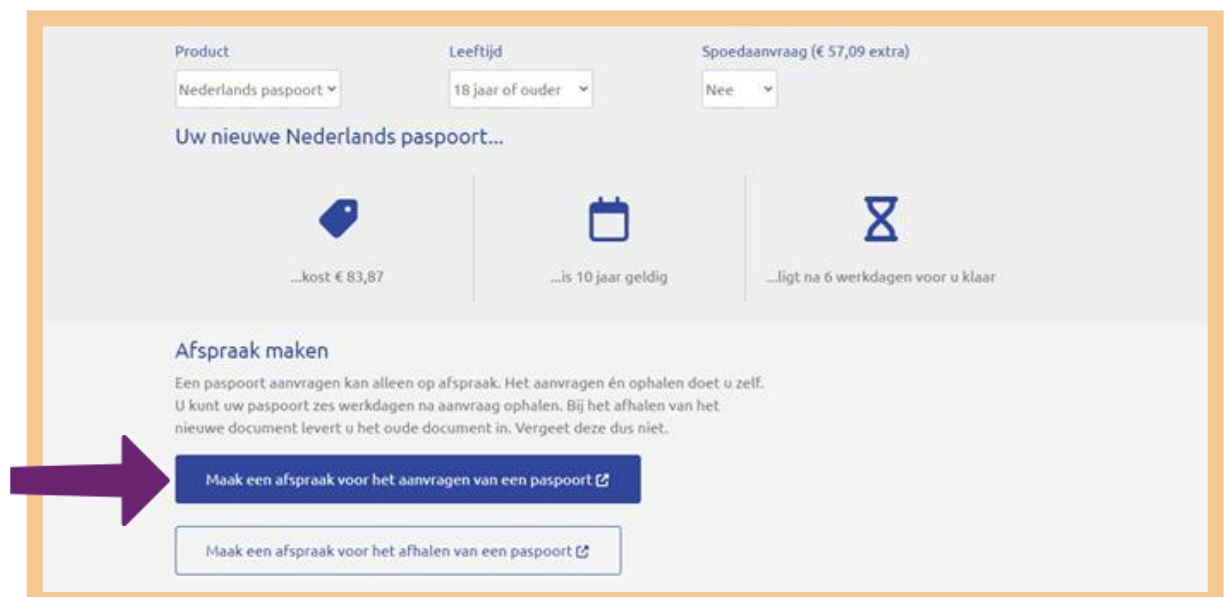 Product
Leeftijd
Spoedaanvraag (€ 57,09 extra)
Nederlands paspoort
18 jaar of ouder
Nee
Uw nieuwe Nederlands paspoort...
...kost € 83,87
...is 10 jaar geldig
...ligt na 6 werkdagen voor u klaar
Afspraak maken
Een paspoort aanvragen kan alleen op afspraak. Het aanvragen én ophalen doet u zelf.
U kunt uw paspoort zes werkdagen na aanvraag ophalen. Bij het afhalen van het
nieuwe document levert u het oude document in. Vergeet deze dus niet.
Maak een afspraak voor het aanvragen van een paspoort
Maak een afspraak voor het afhalen van een paspoort